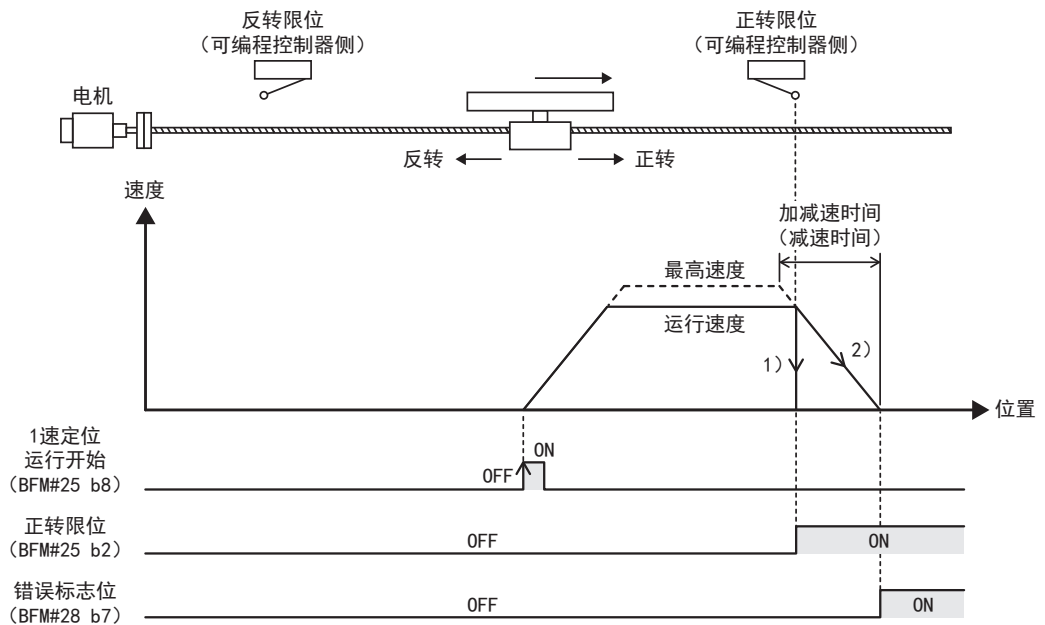 反转限位
（可编程控制器侧）
正转限位
（可编程控制器侧）
电机
反转
正转
速度
加减速时间
（减速时间）
最高速度
运行速度
1）
2）
位置
1速定位
运行开始
（BFM#25 b8）
OFF
ON
正转限位
（BFM#25 b2）
OFF
ON
错误标志位
（BFM#28 b7）
OFF
ON